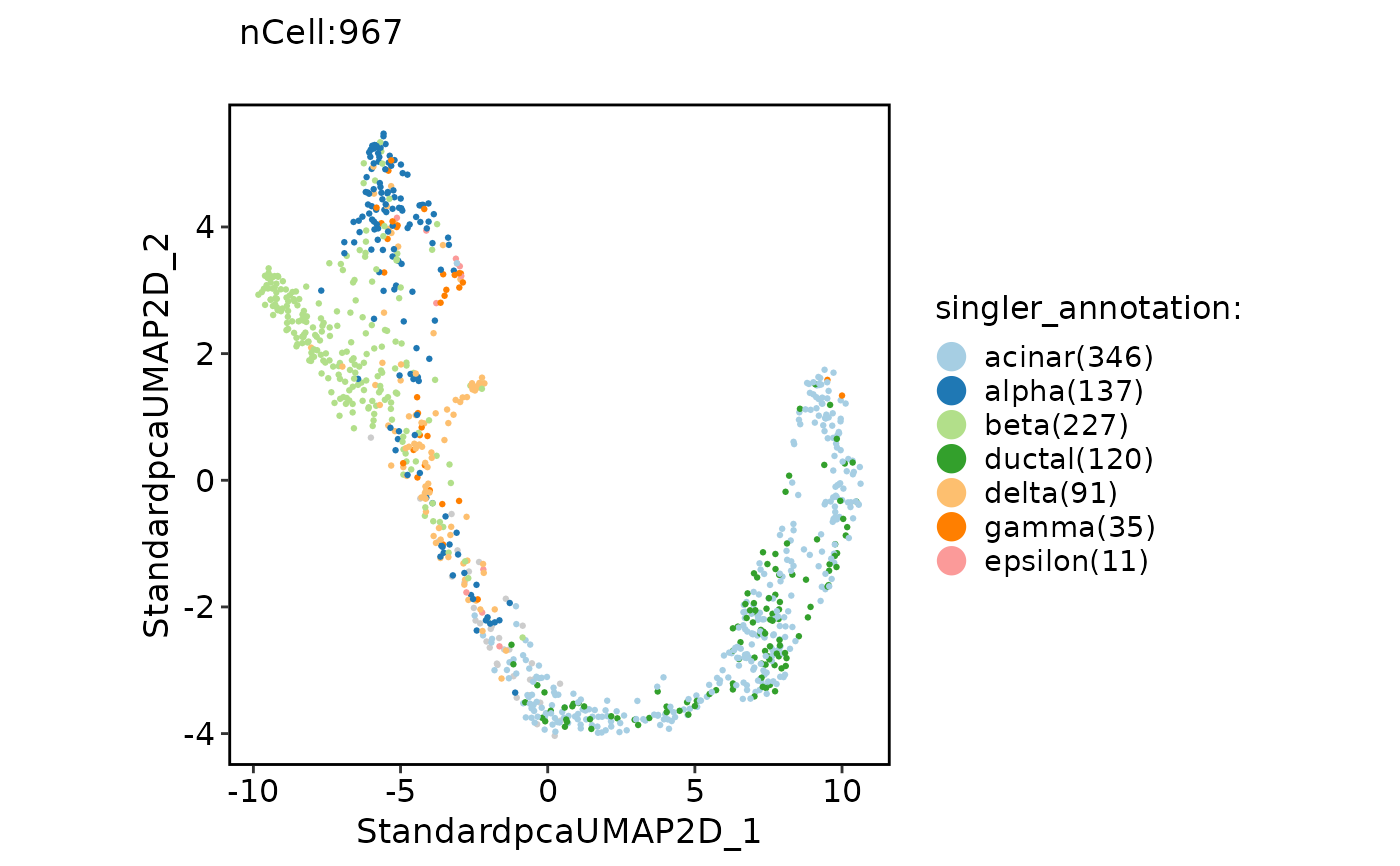 nCell:967
StandardpcaUMAP2D_2
4
2
0
-2
-4
-10
-5
0
5
10
StandardpcaUMAP2D_1
singler_annotation:
acinar(346)
alpha(137)
beta(227)
ductal(120)
delta(91)
gamma(35)
epsilon(11)